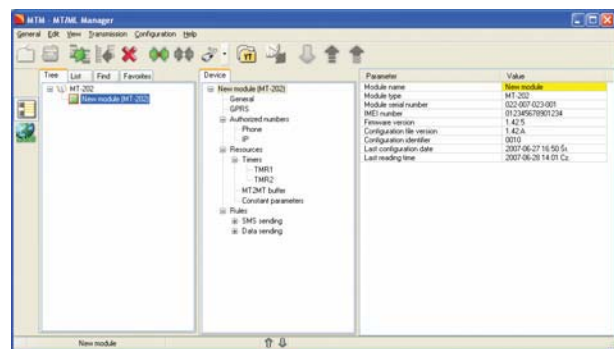 MTM - MT/ML Manager
General Edit View Transmission Configuration Help
Tree List Find Favorites
MT-202
New module (MT-202)
Device
New module (MT-202)
General
GPRS
Authorized numbers
Phone
IP
Resources
Timers
TMR1
TMR2
MT2MT buffer
Constant parameters
Rules
SMS sending
Data sending
Parameter Value
Module name New module
Module type MT-202
Module serial number 022-007-023-001
IMEI number 012345678901234
Firmware version 1.42.5
Configuration file version 1.42.A
Configuration identifier 0010
Last configuration date 2007-06-27 16:50 Śr.
Last reading time 2007-06-28 14:01 Cz.
New module